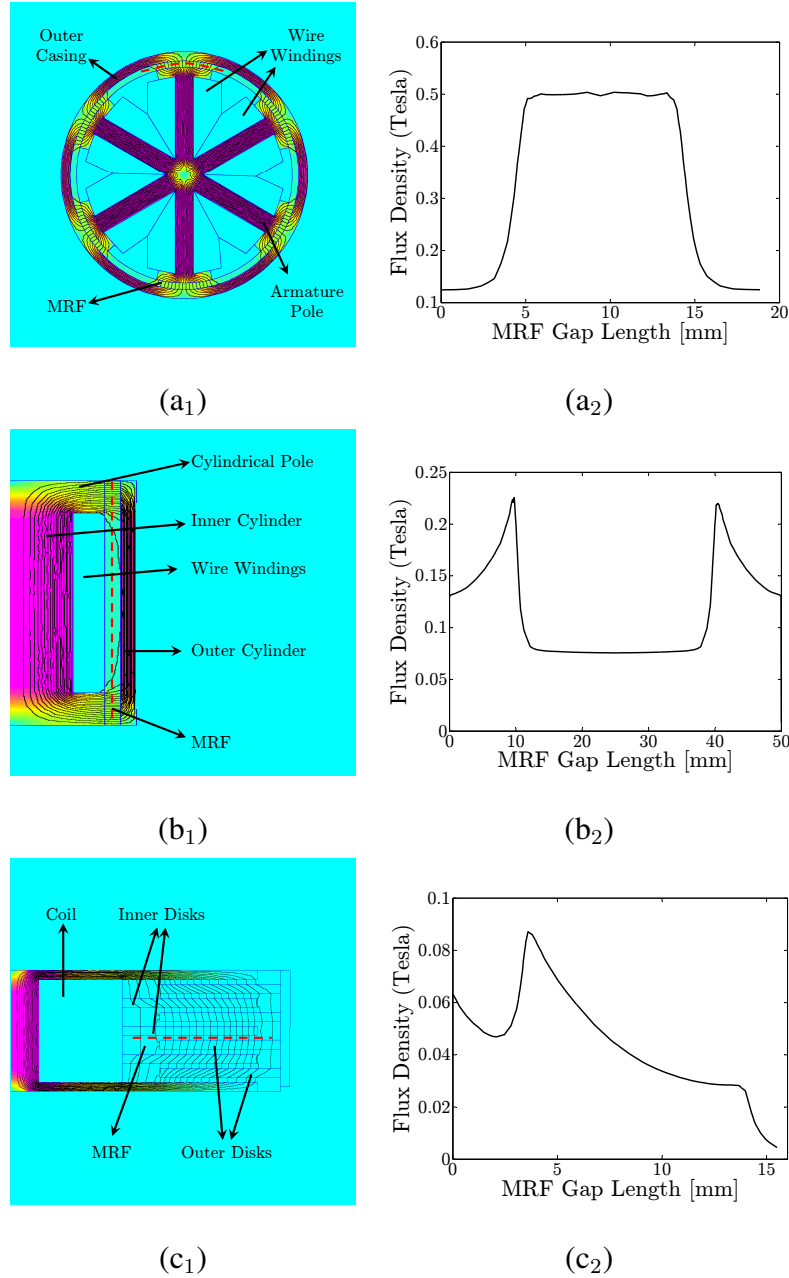 Outer
Casing
Wire
Windings
MRF
Armature
Pole
0.6
0.5
0.4
0.3
0.2
0.1
0
5
10
15
20
Flux Density (Tesla)
MRF Gap Length [mm]
(a1)
(a2)
Cylindrical Pole
Inner Cylinder
Wire Windings
Outer Cylinder
MRF
0.25
0.2
0.15
0.1
0.05
0
0
10
20
30
40
50
Flux Density (Tesla)
MRF Gap Length [mm]
(b1)
(b2)
Coil
Inner Disks
MRF
Outer Disks
0.1
0.08
0.06
0.04
0.02
0
0
5
10
15
Flux Density (Tesla)
MRF Gap Length [mm]
(c1)
(c2)